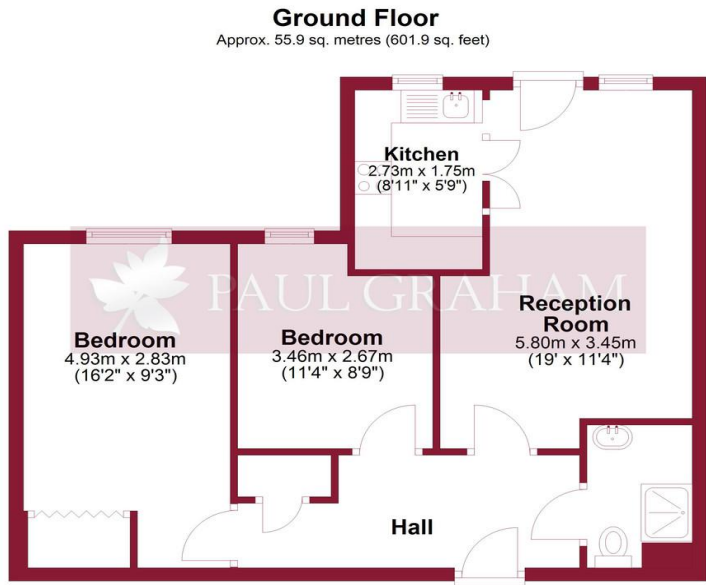 Ground Floor
Approx. 55.9 sq. metres (601.9 sq. feet)
Kitchen
2.73m x 1.75m
(8'11" x 5'9")
PAUL GRAHAM
Bedroom
4.93m x 2.83m
(16'2" x 9'3")
Bedroom
3.46m x 2.67m
(11'4" x 8'9")
Reception
Room
5.80m x 3.45m
(19' x 11'4")
Hall